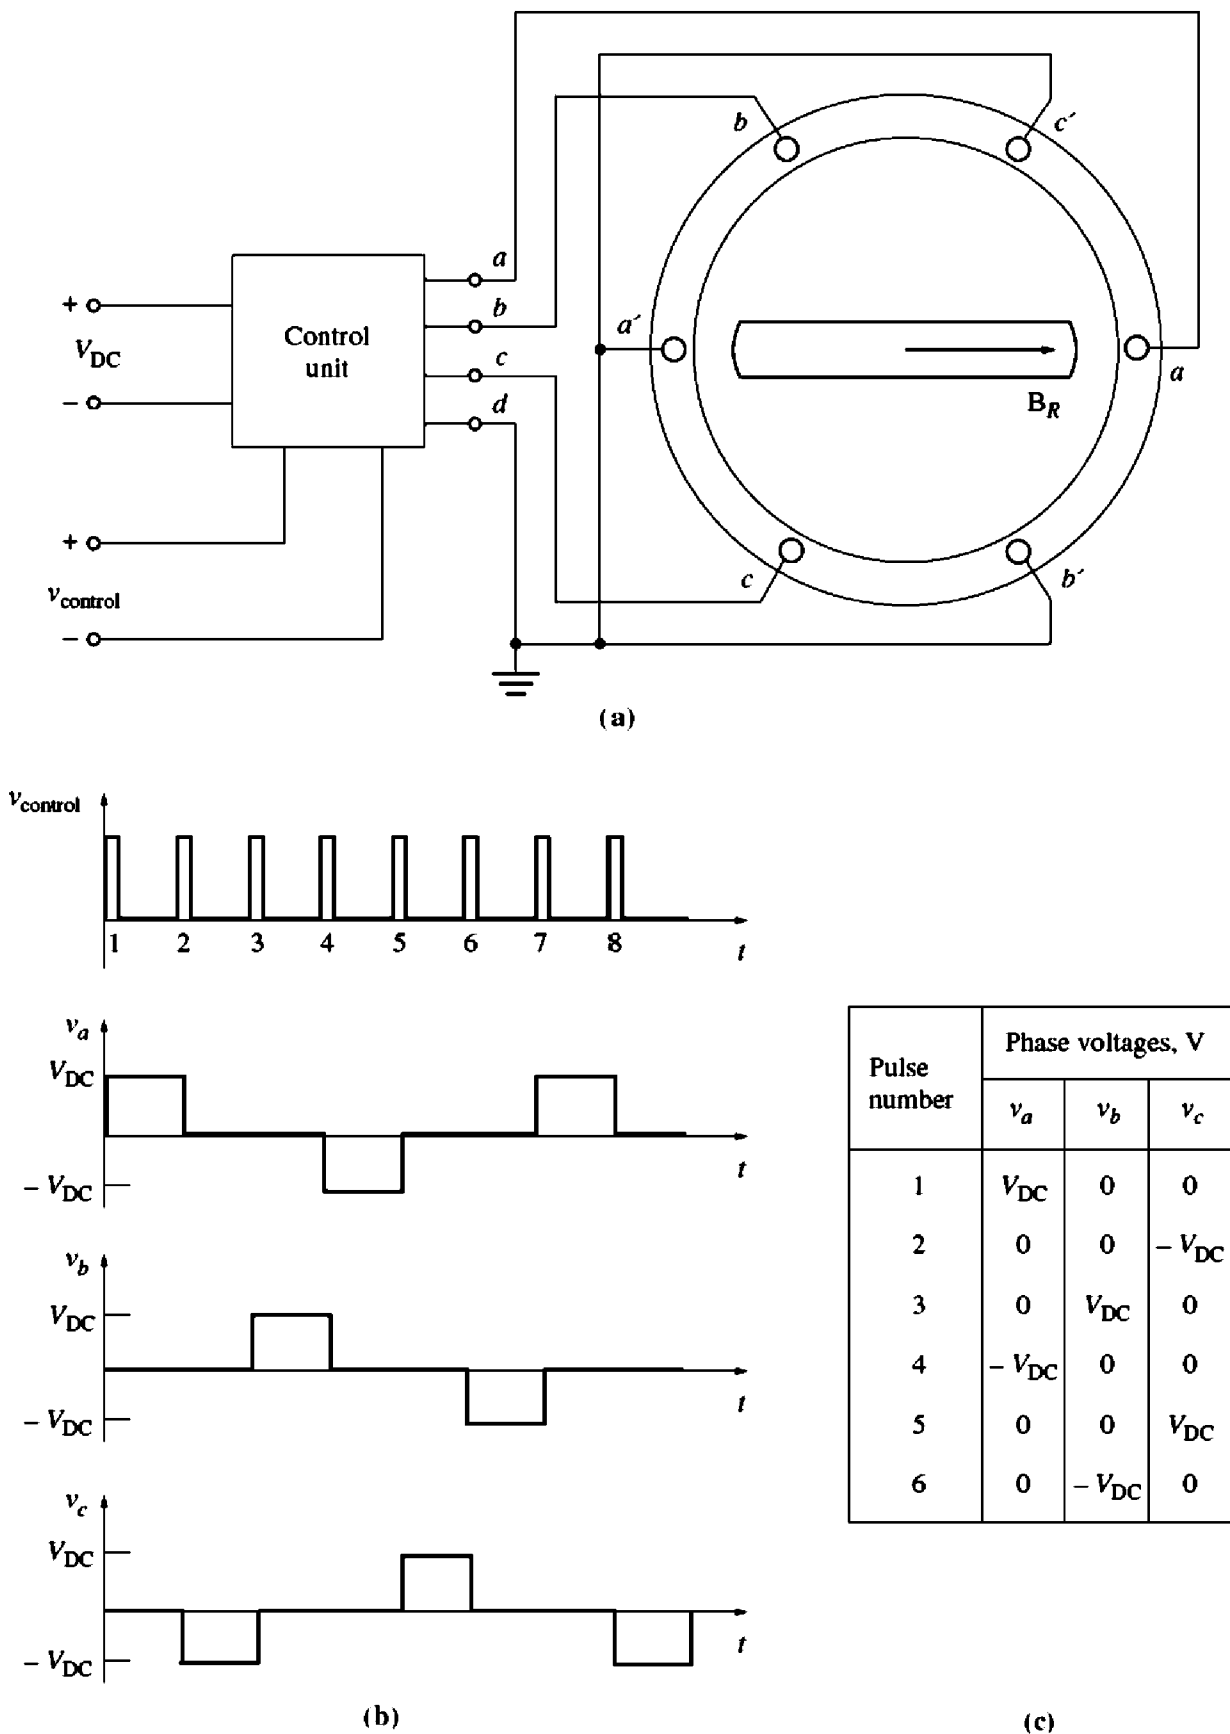 a
b
c
d
+
V_DC
−
Control
unit
+
v_control
−
b
c´
a´
a
B_R
c
b´
(a)
v_control
1 2 3 4 5 6 7 8 t
v_a
V_DC
− V_DC
t
v_b
V_DC
− V_DC
t
v_c
V_DC
− V_DC
t
(b)
Pulse
number
Phase voltages, V
v_a v_b v_c
1 V_DC 0 0
2 0 0 − V_DC
3 0 V_DC 0
4 − V_DC 0 0
5 0 0 V_DC
6 0 − V_DC 0
(c)